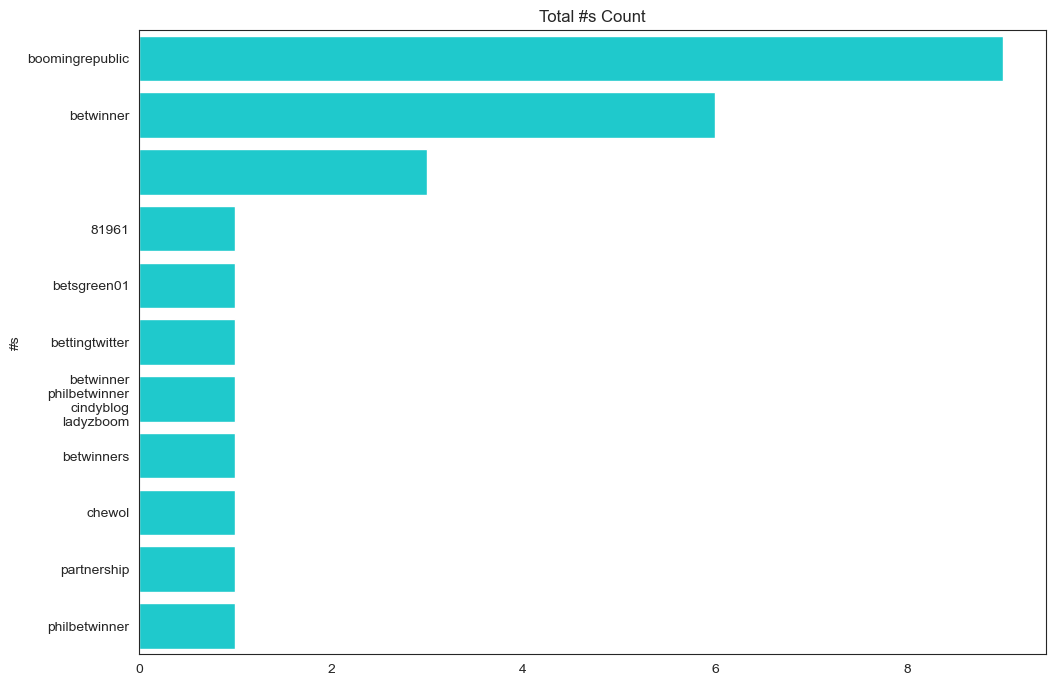 Total #s Count
boomingrepublic
betwinner
81961
betsgreen01
bettingtwitter
betwinner
philbetwinner
cindyblog
ladyzboom
betwinners
chewol
partnership
philbetwinner
#s
0 2 4 6 8